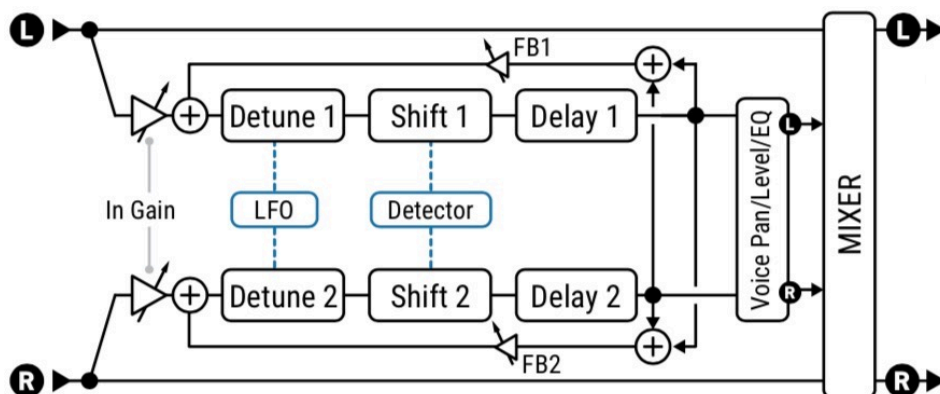 L
L
FB1
Detune 1
Shift 1
Delay 1
L
In Gain
LFO
Detector
Voice Pan/Level/EQ
MIXER
Detune 2
Shift 2
Delay 2
R
FB2
R
R